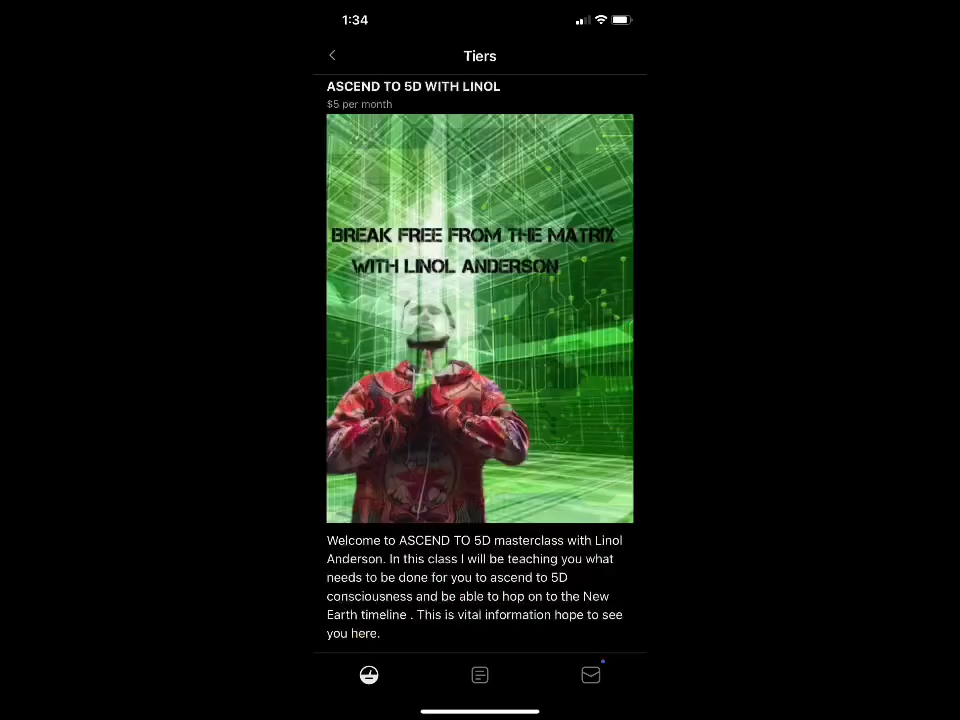 1:34
Tiers
ASCEND TO 5D WITH LINOL
$5 per month
BREAK FREE FROM THE MATRIX
WITH LINOL ANDERSON
Welcome to ASCEND TO 5D masterclass with Linol
Anderson. In this class I will be teaching you what
needs to be done for you to ascend to 5D
consciousness and be able to hop on to the New
Earth timeline . This is vital information hope to see
you here.